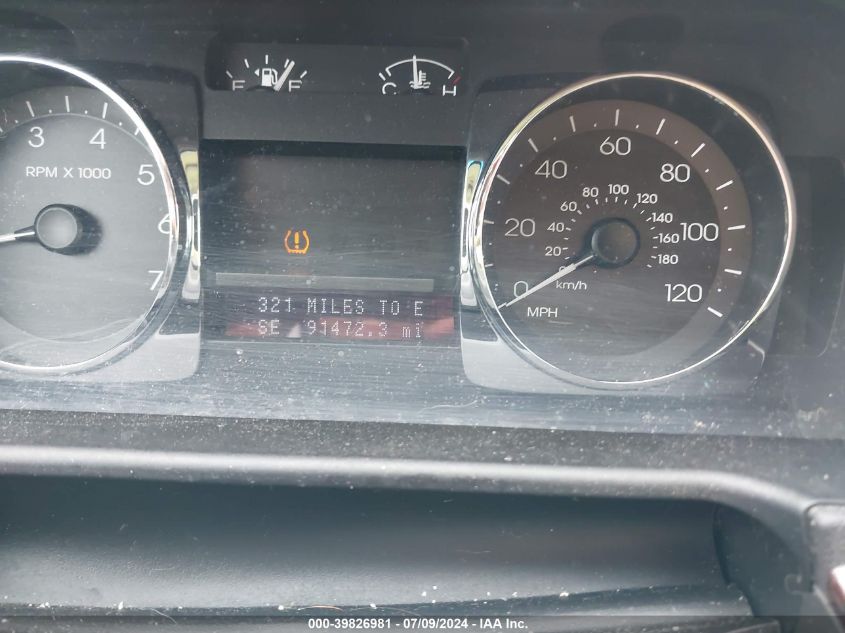 F F
C H
3 4 5 6 7
RPM X 1000
321 MILES TO E
SE 91472.3 mi
0 20 40 60 80 100 120
MPH
20 40 60 80 100 120 140 160 180
km/h
000-39826981 - 07/09/2024 - IAA Inc.